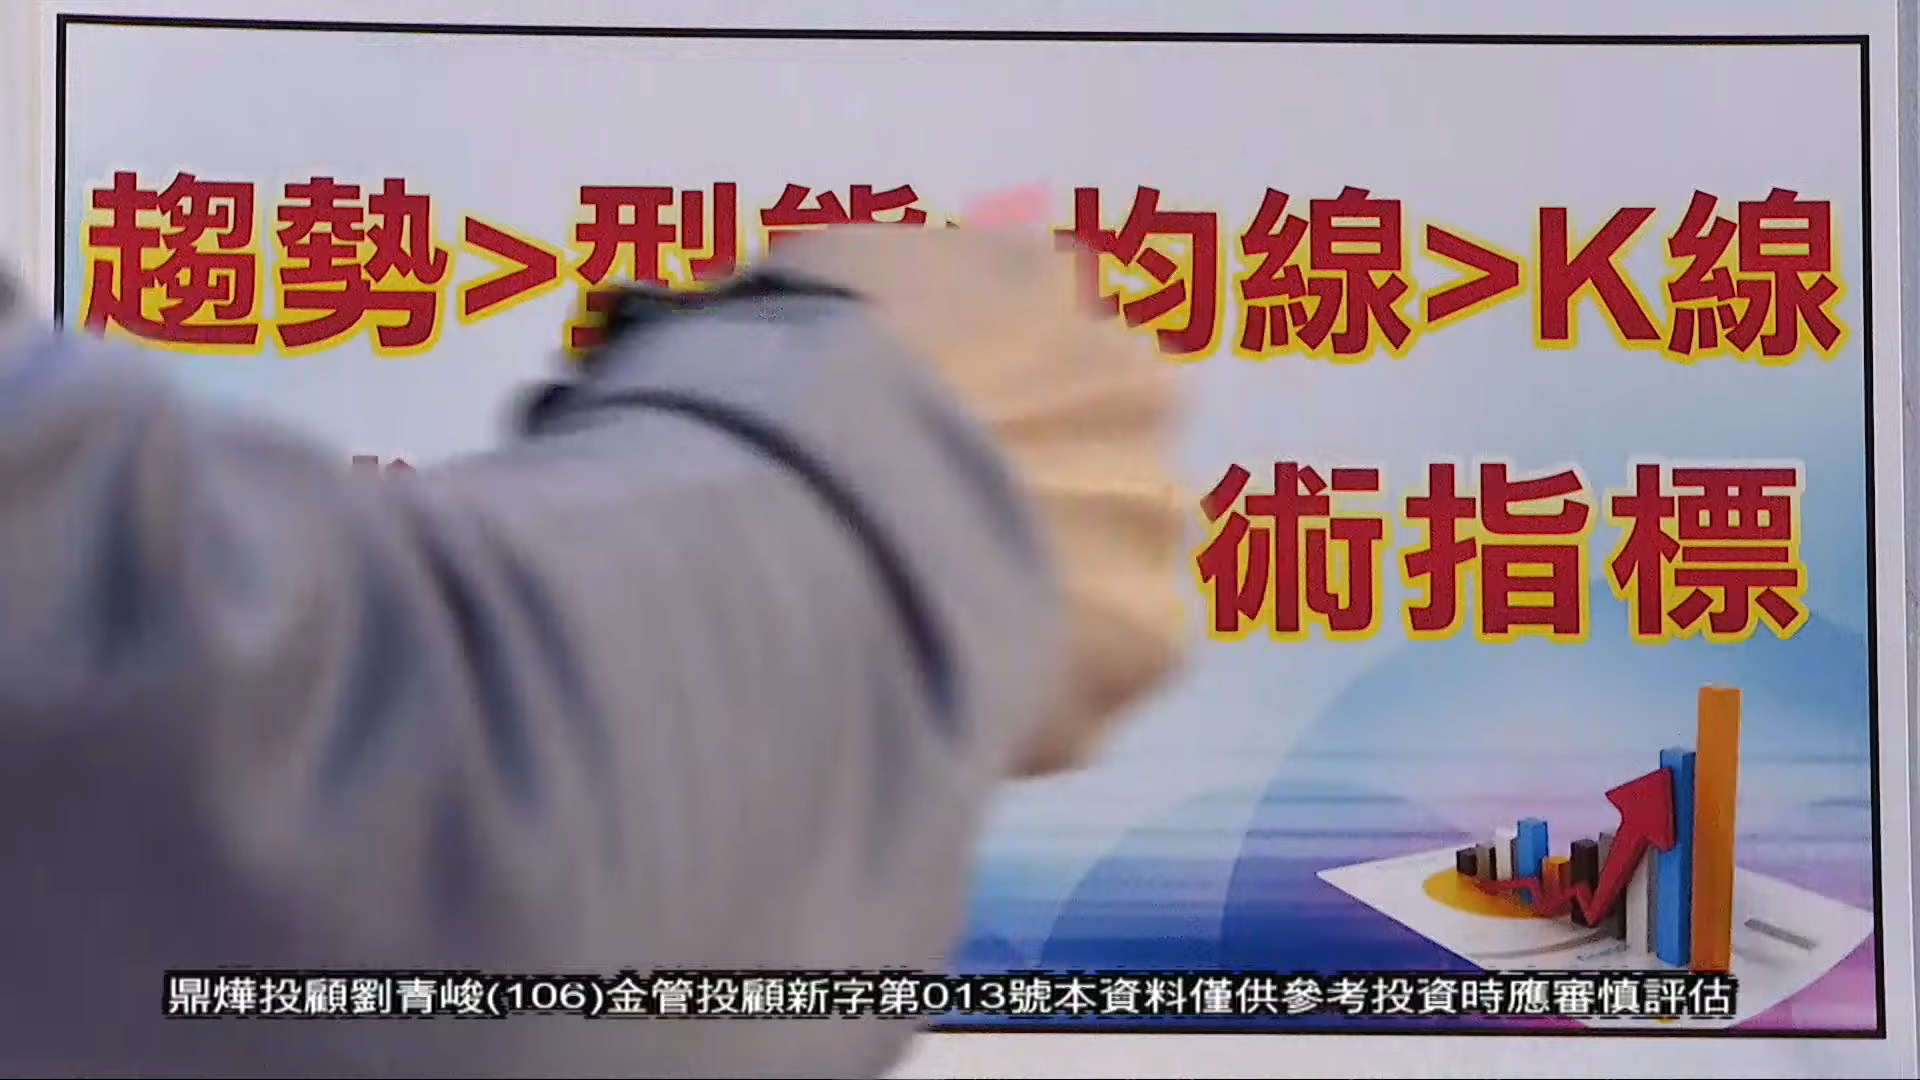 趨勢>型態 均線>K線
術指標
鼎燁投顧劉青峻(106)金管投顧新字第013號本資料僅供參考投資時應審慎評估